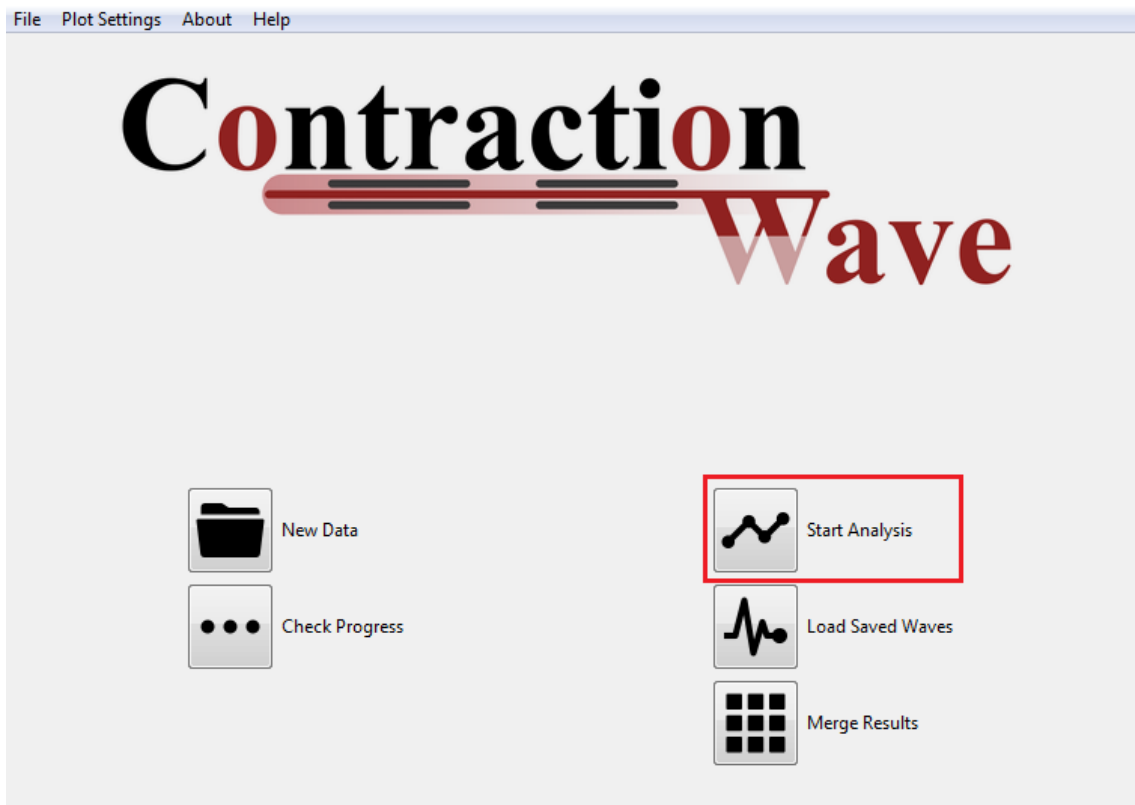 File Plot Settings About Help
Contraction
Wave
New Data
Start Analysis
Check Progress
Load Saved Waves
Merge Results